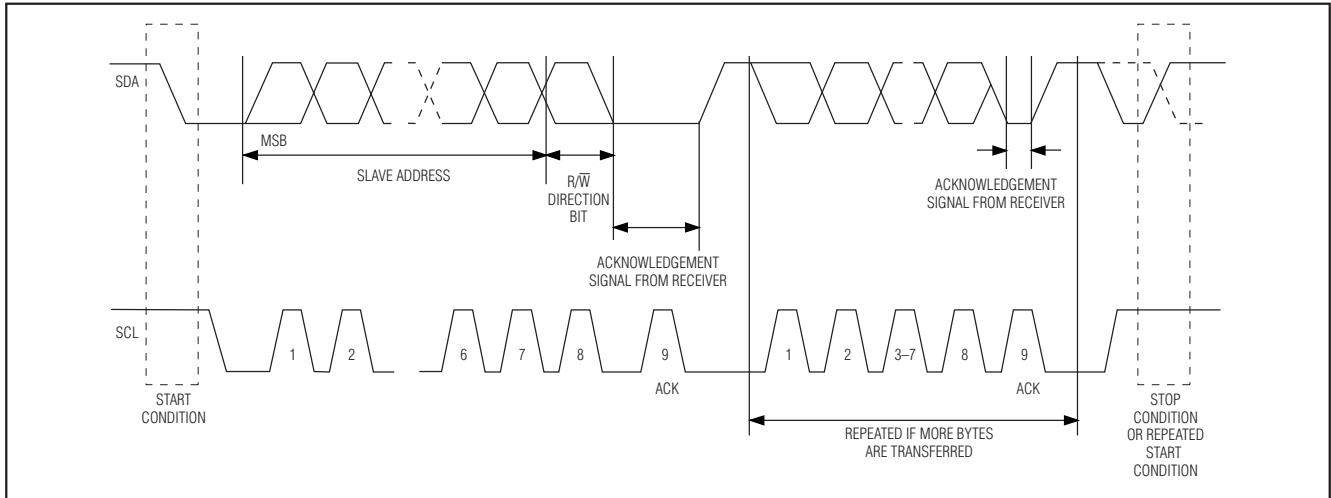 SDA
MSB
SLAVE ADDRESS
R/W̅
DIRECTION
BIT
ACKNOWLEDGEMENT
SIGNAL FROM RECEIVER
ACKNOWLEDGEMENT
SIGNAL FROM RECEIVER
SCL
1 2 6 7 8 9 1 2 3–7 8 9
ACK ACK
START
CONDITION
REPEATED IF MORE BYTES
ARE TRANSFERRED
STOP
CONDITION
OR REPEATED
START
CONDITION